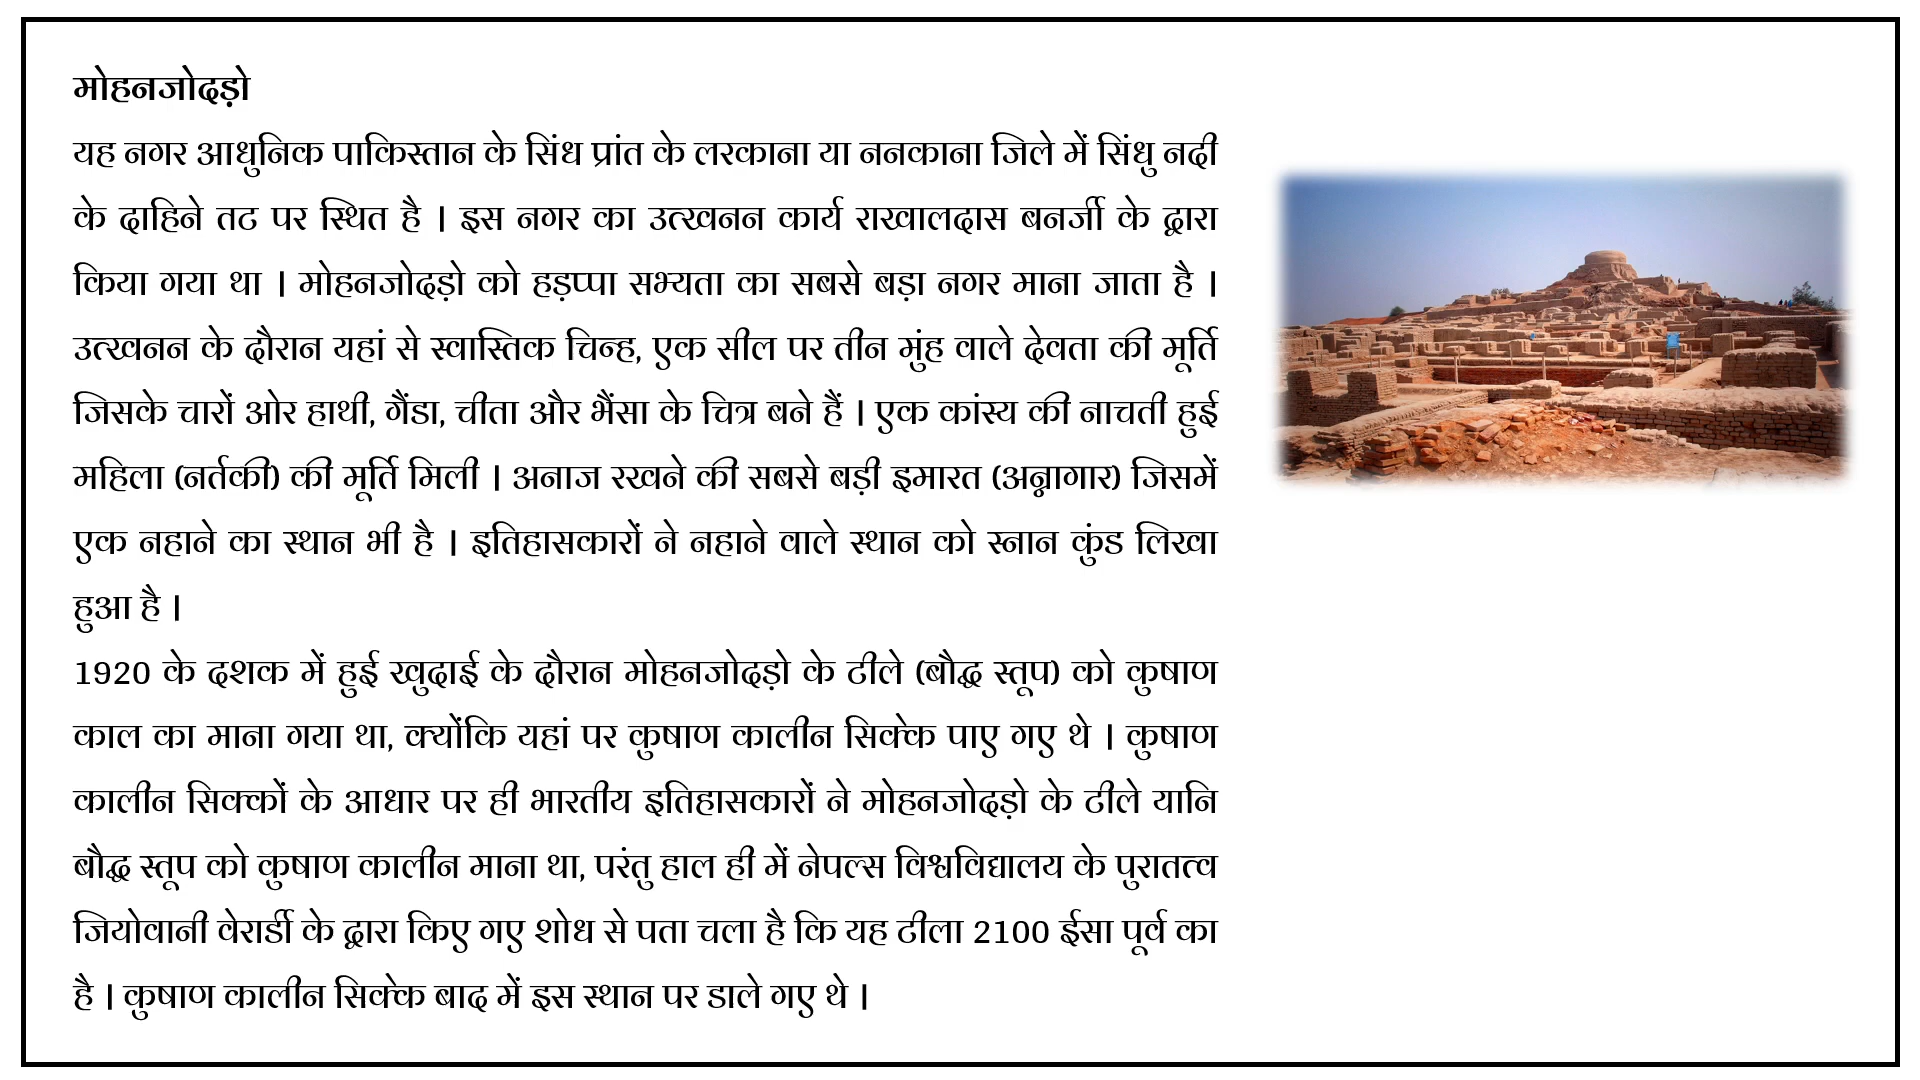 मोहनजोदड़ो
यह नगर आधुनिक पाकिस्तान के सिंध प्रांत के लरकाना या ननकाना जिले में सिंधु नदी
के दाहिने तट पर स्थित है । इस नगर का उत्खनन कार्य राखालदास बनर्जी के द्वारा
किया गया था । मोहनजोदड़ो को हड़प्पा सभ्यता का सबसे बड़ा नगर माना जाता है ।
उत्खनन के दौरान यहां से स्वास्तिक चिन्ह, एक सील पर तीन मुंह वाले देवता की मूर्ति
जिसके चारों ओर हाथी, गैंडा, चीता और भैंसा के चित्र बने हैं । एक कांस्य की नाचती हुई
महिला (नर्तकी) की मूर्ति मिली । अनाज रखने की सबसे बड़ी इमारत (अन्नागार) जिसमें
एक नहाने का स्थान भी है । इतिहासकारों ने नहाने वाले स्थान को स्नान कुंड लिखा
हुआ है ।
1920 के दशक में हुई खुदाई के दौरान मोहनजोदड़ो के टीले (बौद्ध स्तूप) को कुषाण
काल का माना गया था, क्योंकि यहां पर कुषाण कालीन सिक्के पाए गए थे । कुषाण
कालीन सिक्कों के आधार पर ही भारतीय इतिहासकारों ने मोहनजोदड़ो के टीले यानि
बौद्ध स्तूप को कुषाण कालीन माना था, परंतु हाल ही में नेपल्स विश्वविद्यालय के पुरातत्व
जियोवानी वेरार्डी के द्वारा किए गए शोध से पता चला है कि यह टीला 2100 ईसा पूर्व का
है । कुषाण कालीन सिक्के बाद में इस स्थान पर डाले गए थे ।